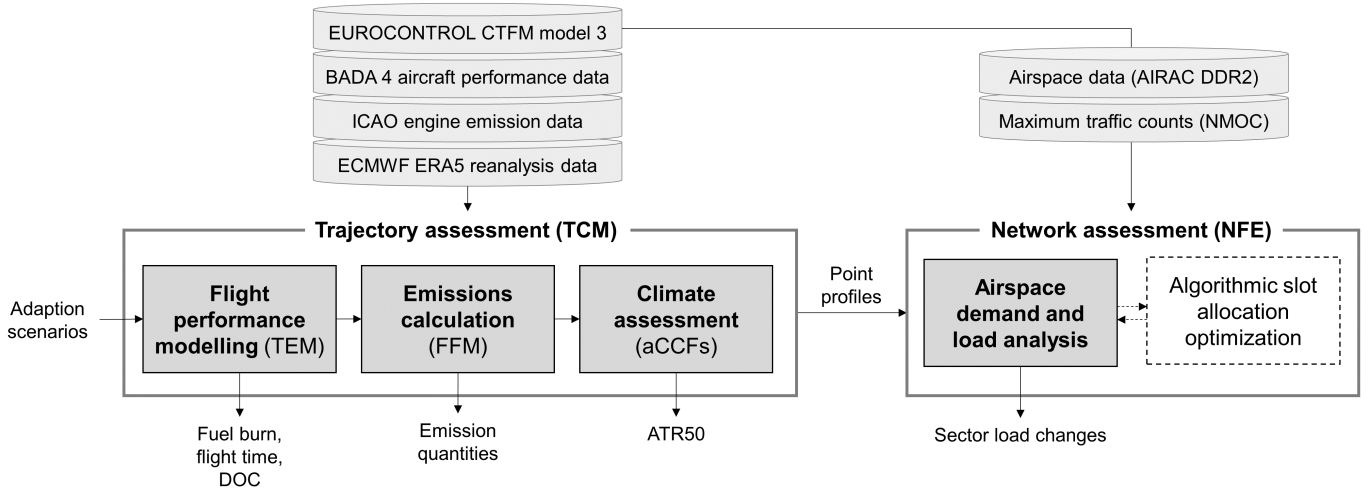 EUROCONTROL CTFM model 3
BADA 4 aircraft performance data
ICAO engine emission data
ECMWF ERA5 reanalysis data
Airspace data (AIRAC DDR2)
Maximum traffic counts (NMOC)
Trajectory assessment (TCM)
Network assessment (NFE)
Adaption
scenarios
Flight
performance
modelling (TEM)
Emissions
calculation
(FFM)
Climate
assessment
(aCCFs)
Point
profiles
Airspace
demand and
load analysis
Algorithmic slot
allocation
optimization
Fuel burn,
flight time,
DOC
Emission
quantities
ATR50
Sector load changes